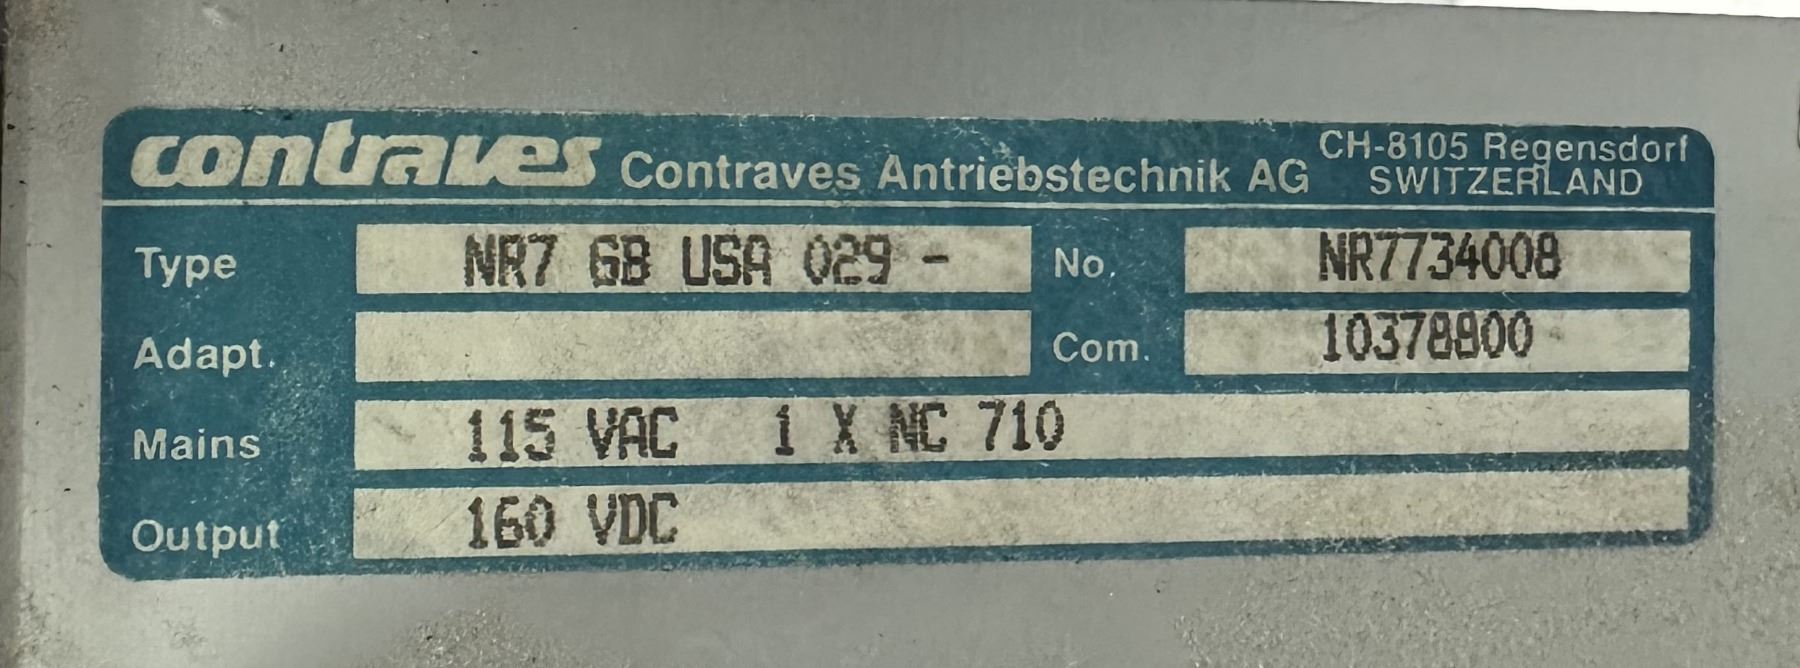 contraves Contraves Antriebstechnik AG CH-8105 Regensdorf
SWITZERLAND
Type NR7 GB USA 029 - No. NR7734008
Adapt. Com. 10378800
Mains 115 VAC 1 X NC 710
Output 160 VDC